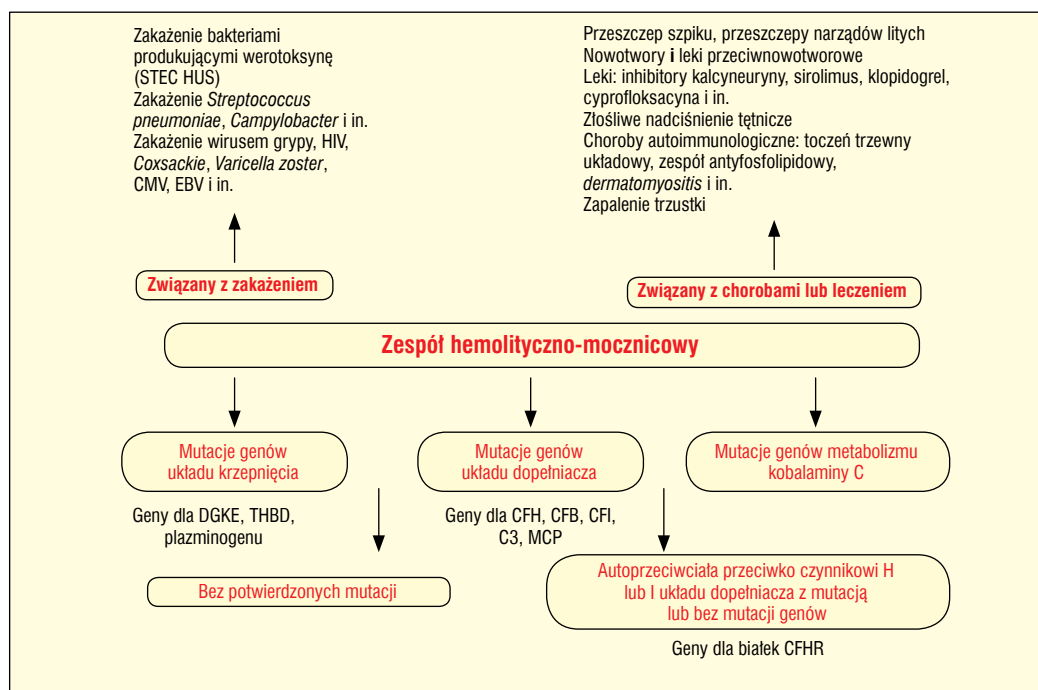 Zakażenie bakteriami
produkującymi werotoksynę
(STEC HUS)
Zakażenie Streptococcus
pneumoniae, Campylobacter i in.
Zakażenie wirusem grypy, HIV,
Coxsackie, Varicella zoster,
CMV, EBV i in.
Przeszczep szpiku, przeszczepy narządów litych
Nowotwory i leki przeciwnowotworowe
Leki: inhibitory kalcyneuryny, sirolimus, klopidogrel,
cyprofloksacyna i in.
Złośliwe nadciśnienie tętnicze
Choroby autoimmunologiczne: toczeń trzewny
układowy, zespół antyfosfolipidowy,
dermatomyositis i in.
Zapalenie trzustki
Związany z zakażeniem
Związany z chorobami lub leczeniem
Zespół hemolityczno-mocznicowy
Mutacje genów
układu krzepnięcia
Mutacje genów
układu dopełniacza
Mutacje genów metabolizmu
kobalaminy C
Geny dla DGKE, THBD,
plazminogenu
Geny dla CFH, CFB, CFI,
C3, MCP
Bez potwierdzonych mutacji
Autoprzeciwciała przeciwko czynnikowi H
lub I układu dopełniacza z mutacją
lub bez mutacji genów
Geny dla białek CFHR